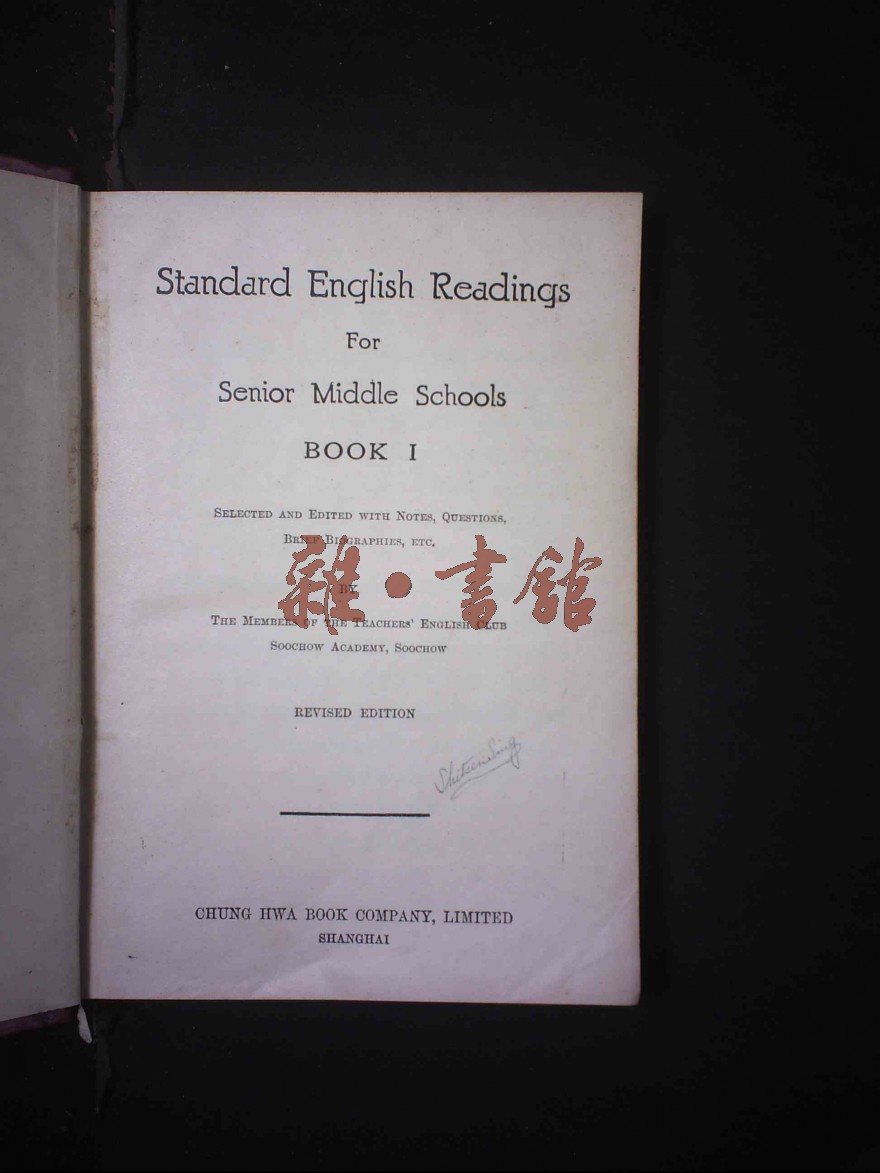 Standard English Readings
For
Senior Middle Schools
BOOK I
SELECTED AND EDITED WITH NOTES, QUESTIONS,
BRIEF BIOGRAPHIES, ETC.
雜·書館
BY
THE MEMBERS OF THE TEACHERS' ENGLISH CLUB
SOOCHOW ACADEMY, SOOCHOW
REVISED EDITION
CHUNG HWA BOOK COMPANY, LIMITED
SHANGHAI